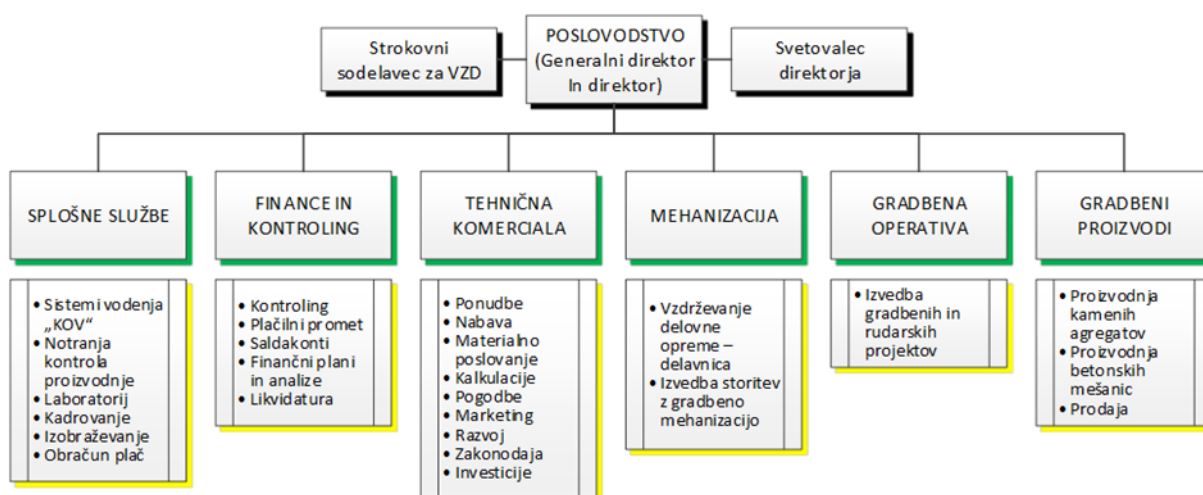 Strokovni
sodelavec za VZD
POSLOVODSTVO
(Generalni direktor
In direktor)
Svetovalec
direktorja
SPLOŠNE SLUŽBE
FINANCE IN
KONTROLING
TEHNIČNA
KOMERCIALA
MEHANIZACIJA
GRADBENA
OPERATIVA
GRADBENI
PROIZVODI
• Sistemi vodenja
„KOV“
• Notranja
kontrola
proizvodnje
• Laboratorij
• Kadrovanje
• Izobraževanje
• Obračun plač
• Kontroling
• Plačilni promet
• Saldakonti
• Finančni plani
in analize
• Likvidatura
• Ponudbe
• Nabava
• Materialno
poslovanje
• Kalkulacije
• Pogodbe
• Marketing
• Razvoj
• Zakonodaja
• Investicije
• Vzdrževanje
delovne
opreme –
delavnica
• Izvedba storitev
z gradbeno
mehanizacijo
• Izvedba
gradbenih in
rudarskih
projektov
• Proizvodnja
kamenih
agregatov
• Proizvodnja
betonskih
mešanic
• Prodaja